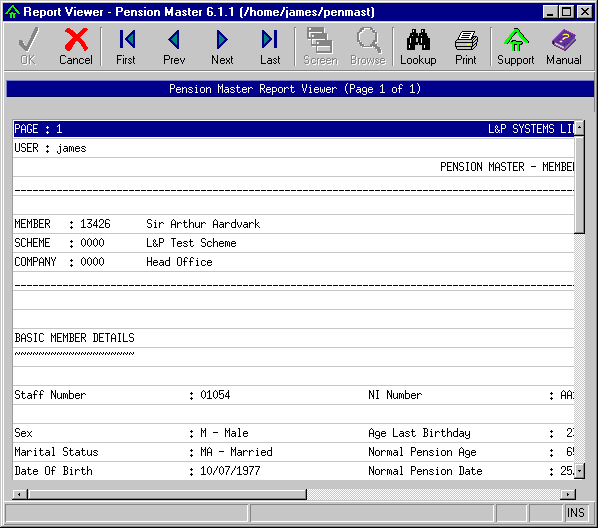 Report Viewer - Pension Master 6.1.1 (/home/james/penmast)
OK Cancel First Prev Next Last Screen Browse Lookup Print Support Manual
Pension Master Report Viewer (Page 1 of 1)
PAGE : 1 L&P SYSTEMS
USER : james
PENSION MASTER - MEMBE
MEMBER : 13426 Sir Arthur Aardvark
SCHEME : 0000 L&P Test Scheme
COMPANY : 0000 Head Office
BASIC MEMBER DETAILS
~~~~~~~~~~~~~~~~~~~~
Staff Number : 01054 NI Number : AA
Sex : M - Male Age Last Birthday : 2
Marital Status : MA - Married Normal Pension Age : 6
Date Of Birth : 10/07/1977 Normal Pension Date : 25
INS